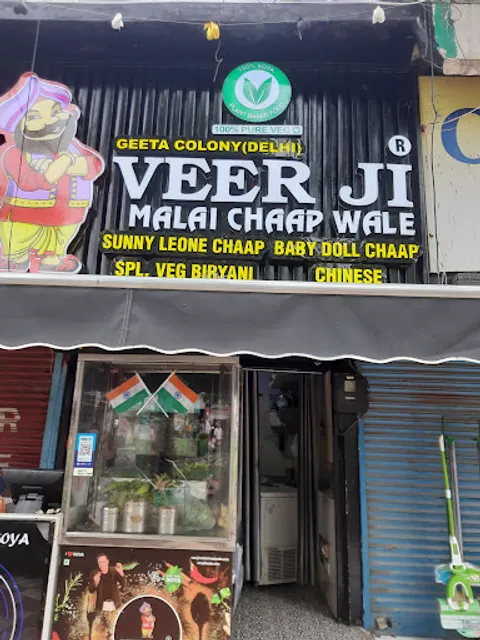 100% SOYA
PLANT BASED FOOD
100% PURE VEG
GEETA COLONY(DELHI)
®
VEER JI
MALAI CHAAP WALE
SUNNY LEONE CHAAP BABY DOLL CHAAP
SPL. VEG BIRYANI CHINESE
SOYA